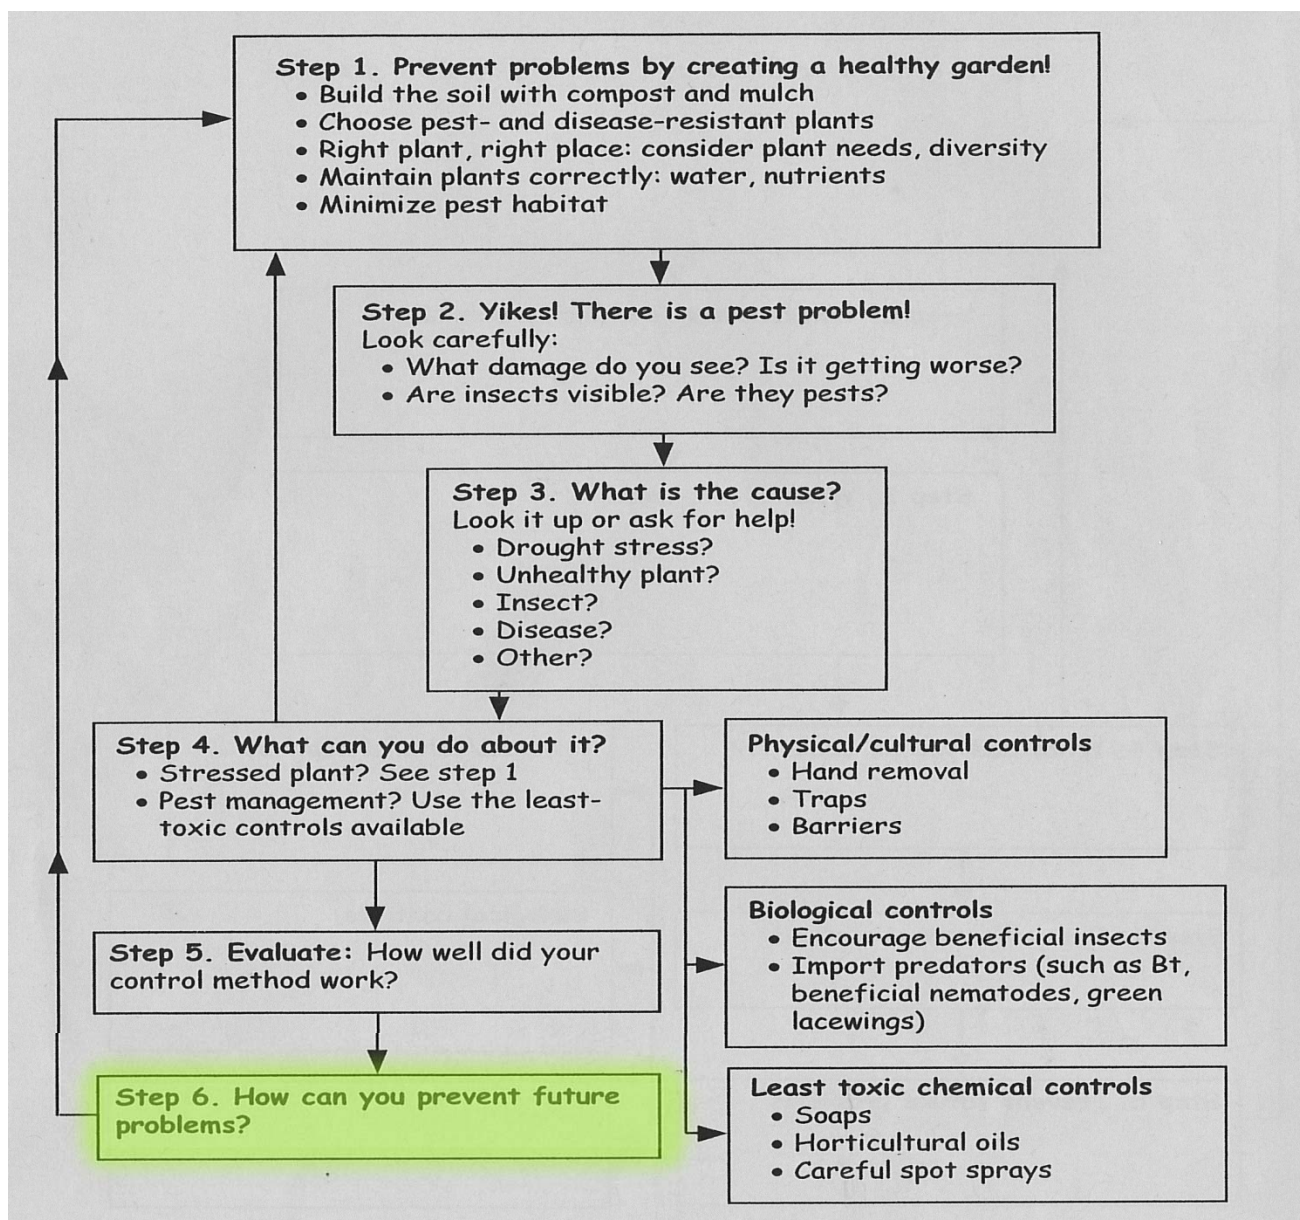 Step 1. Prevent problems by creating a healthy garden!
• Build the soil with compost and mulch
• Choose pest- and disease-resistant plants
• Right plant, right place: consider plant needs, diversity
• Maintain plants correctly: water, nutrients
• Minimize pest habitat
Step 2. Yikes! There is a pest problem!
Look carefully:
• What damage do you see? Is it getting worse?
• Are insects visible? Are they pests?
Step 3. What is the cause?
Look it up or ask for help!
• Drought stress?
• Unhealthy plant?
• Insect?
• Disease?
• Other?
Step 4. What can you do about it?
• Stressed plant? See step 1
• Pest management? Use the least-
toxic controls available
Physical/cultural controls
• Hand removal
• Traps
• Barriers
Biological controls
• Encourage beneficial insects
• Import predators (such as Bt,
beneficial nematodes, green
lacewings)
Step 5. Evaluate: How well did your
control method work?
Step 6. How can you prevent future
problems?
Least toxic chemical controls
• Soaps
• Horticultural oils
• Careful spot sprays